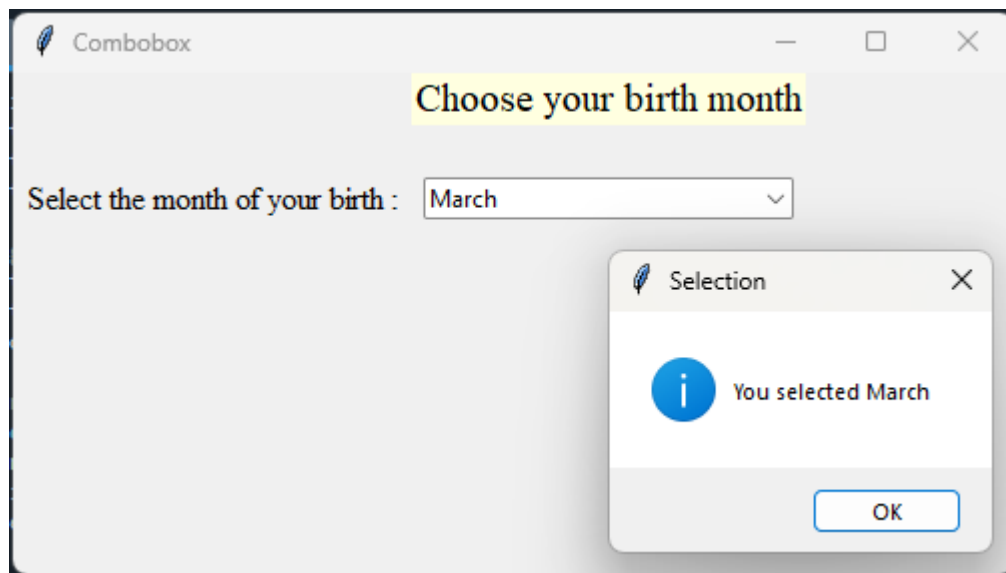 Combobox
Choose your birth month
Select the month of your birth :
March
Selection
You selected March
OK